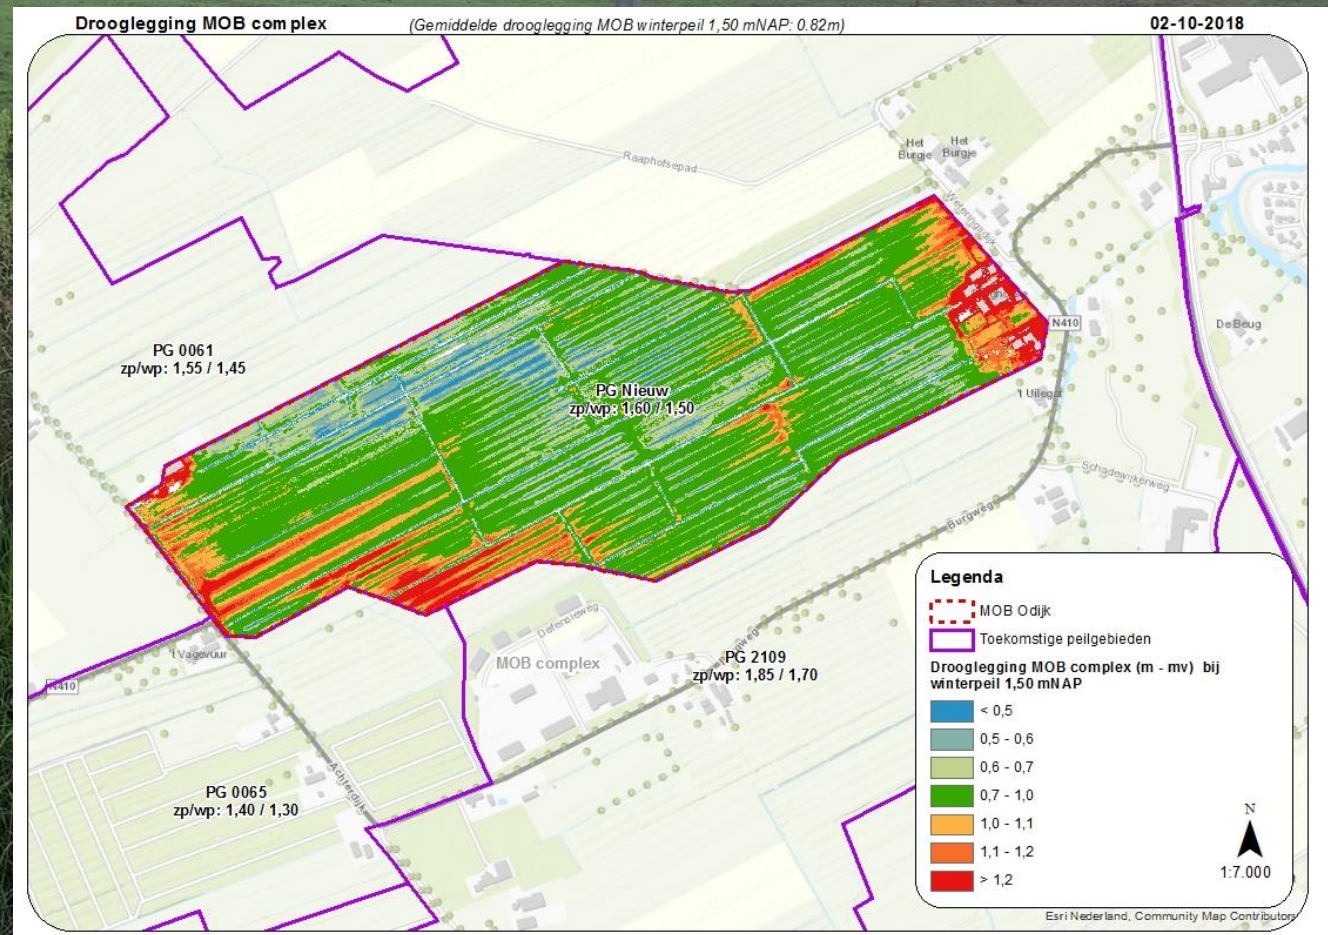 Drooglegging MOB complex
(Gemiddelde drooglegging MOB winterpeil 1,50 mNAP: 0.82m)
02-10-2018
Raaphofsepad
Het
Burgje
Het
Burgje
Weteringsdijk
N410
De Beug
't Uilegat
Schadewijkerweg
PG 0061
zp/wp: 1,55 / 1,45
PG Nieuw
zp/wp: 1,60 / 1,50
Burgweg
't Vagevuur
N410
Defensieweg
MOB complex
PG 2109
zp/wp: 1,85 / 1,70
Achterdijk
PG 0065
zp/wp: 1,40 / 1,30
Legenda
MOB Odijk
Toekomstige peilgebieden
Drooglegging MOB complex (m - mv) bij
winterpeil 1,50 mNAP
< 0,5
0,5 - 0,6
0,6 - 0,7
0,7 - 1,0
1,0 - 1,1
1,1 - 1,2
> 1,2
N
1:7.000
Esri Nederland, Community Map Contributors